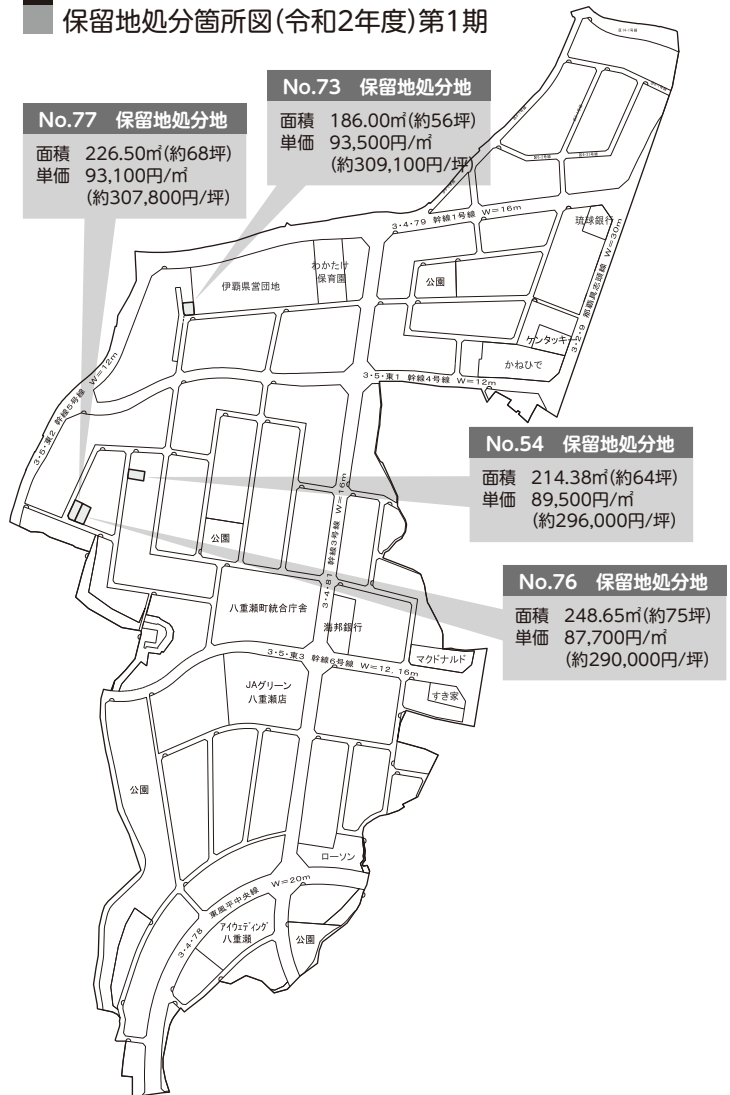 保留地処分箇所図(令和2年度)第1期
No.73 保留地処分地
面積 186.00㎡(約56坪)
単価 93,500円/㎡
(約309,100円/坪)
No.77 保留地処分地
面積 226.50㎡(約68坪)
単価 93,100円/㎡
(約307,800円/坪)
3・4・79 幹線1号線 W=16m
琉球銀行
わかたけ
保育園
伊覇県営団地
公園
3・2・9 那覇具志頭線 W=30m
ケンタッキー
かねひで
3・5・東1 幹線4号線 W=12m
3・5・東2 幹線5号線 W=12m
No.54 保留地処分地
面積 214.38㎡(約64坪)
単価 89,500円/㎡
(約296,000円/坪)
3・4・81 幹線3号線 W=16m
公園
No.76 保留地処分地
面積 248.65㎡(約75坪)
単価 87,700円/㎡
(約290,000円/坪)
八重瀬町統合庁舎
海邦銀行
3・5・東3 幹線6号線 W=12, 16m
マクドナルド
すき家
JAグリーン
八重瀬店
公園
ローソン
3・4・78 東風平中央線 W=20m
アイウェディング
八重瀬
公園